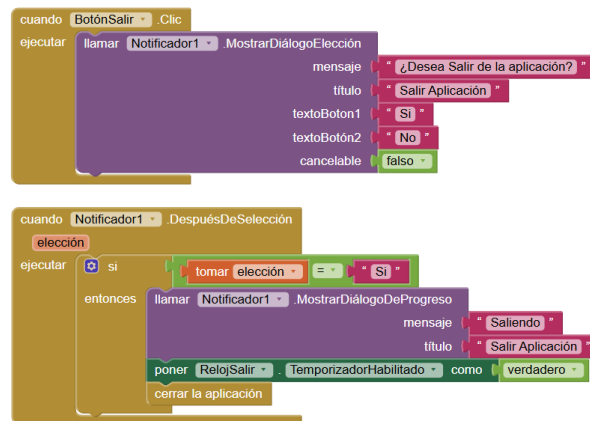 cuando BotónSalir .Clic
ejecutar llamar Notificador1 .MostrarDiálogoElección
mensaje " ¿Desea Salir de la aplicación? "
título " Salir Aplicación "
textoBoton1 " Si "
textoBotón2 " No "
cancelable falso
cuando Notificador1 .DespuésDeSelección
elección
ejecutar si tomar elección = " Si "
entonces llamar Notificador1 .MostrarDiálogoDeProgreso
mensaje " Saliendo "
título " Salir Aplicación "
poner RelojSalir . TemporizadorHabilitado como verdadero
cerrar la aplicación